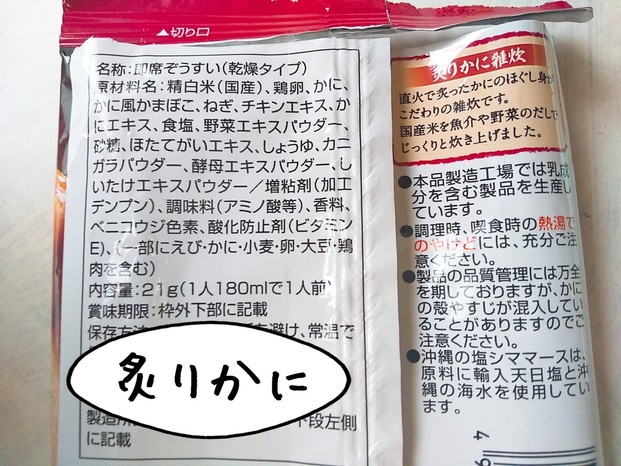 ▲切り口
名称:即席ぞうすい(乾燥タイプ)
原材料名:精白米(国産)、鶏卵、かに、
かに風かまぼこ、ねぎ、チキンエキス、か
にエキス、食塩、野菜エキスパウダー、
砂糖、ほたてがいエキス、しょうゆ、カニ
ガラパウダー、酵母エキスパウダー、し
いたけエキスパウダー/増粘剤(加工
デンプン)、調味料(アミノ酸等)、香料、
ベニコウジ色素、酸化防止剤(ビタミン
E)、(一部にえび・かに・小麦・卵・大豆・鶏
肉を含む)
内容量:21g(1人180mlで1人前)
賞味期限:枠外下部に記載
保存方法 を避け、常温で
炙りかに
製造所 下段左側
に記載
炙りかに雑炊
直火で炙ったかにのほぐし身が
こだわりの雑炊です。
国産米を魚介や野菜のだしで
じっくりと炊き上げました。
●本品製造工場では乳成
分を含む製品を生産し
ています。
●調理時、喫食時の熱湯で
のやけどには、充分ご注
意ください。
●製品の品質管理には万全
を期しておりますが、かに
の殻やすじが混入してい
ることがありますのでご
注意ください。
●沖縄の塩シママースは、
原料に輸入天日塩と沖
縄の海水を使用してい
ます。
4 9